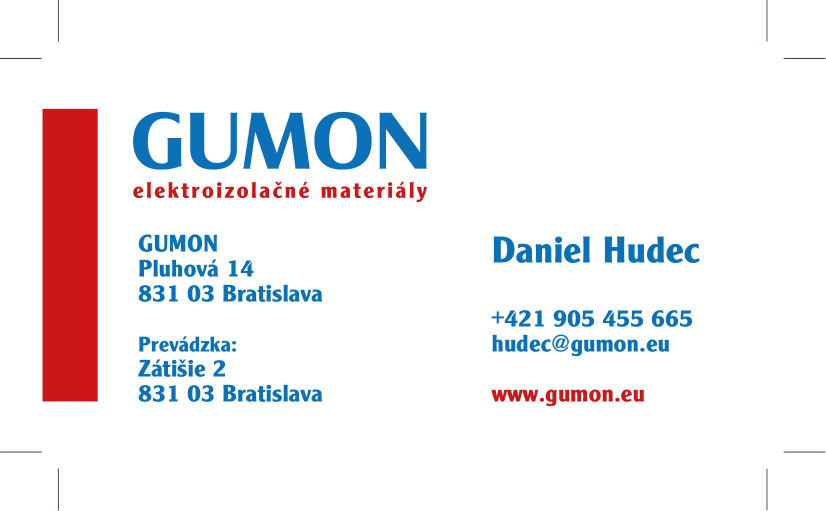 GUMON
elektroizolačné materiály
GUMON
Pluhová 14
831 03 Bratislava
Prevádzka:
Zátišie 2
831 03 Bratislava
Daniel Hudec
+421 905 455 665
hudec@gumon.eu
www.gumon.eu